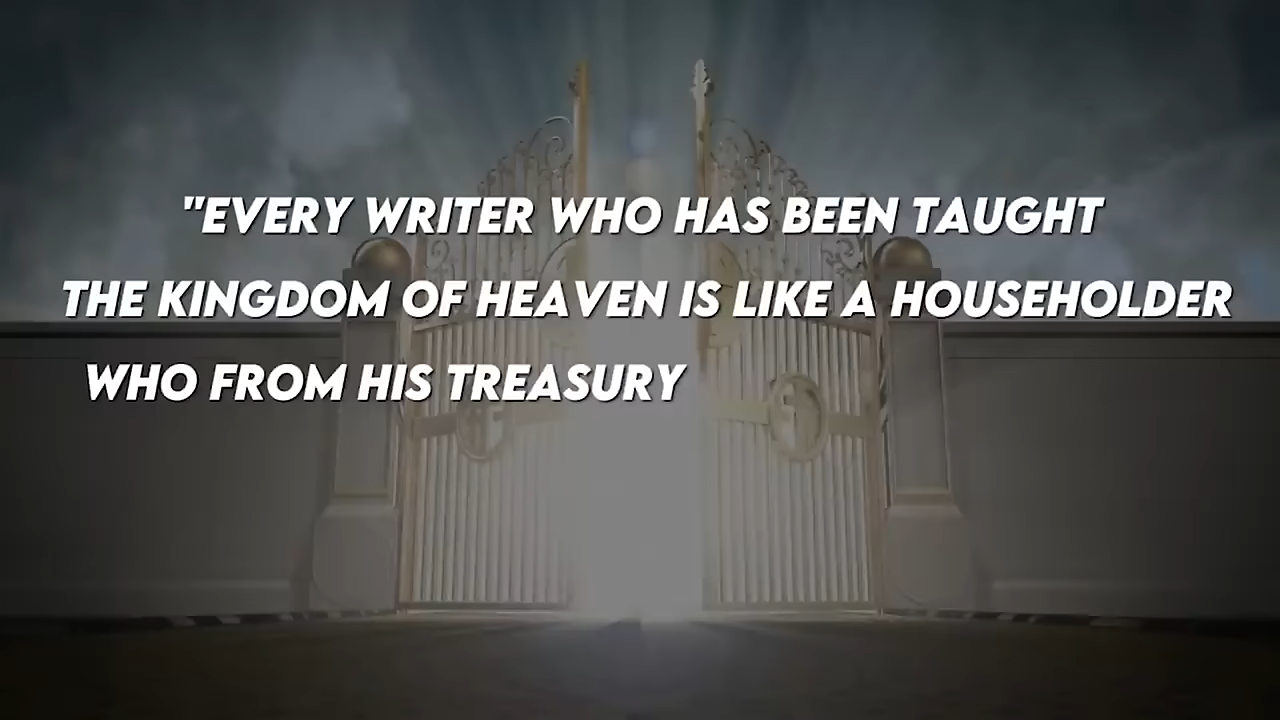 "EVERY WRITER WHO HAS BEEN TAUGHT
THE KINGDOM OF HEAVEN IS LIKE A HOUSEHOLDER
WHO FROM HIS TREASURY